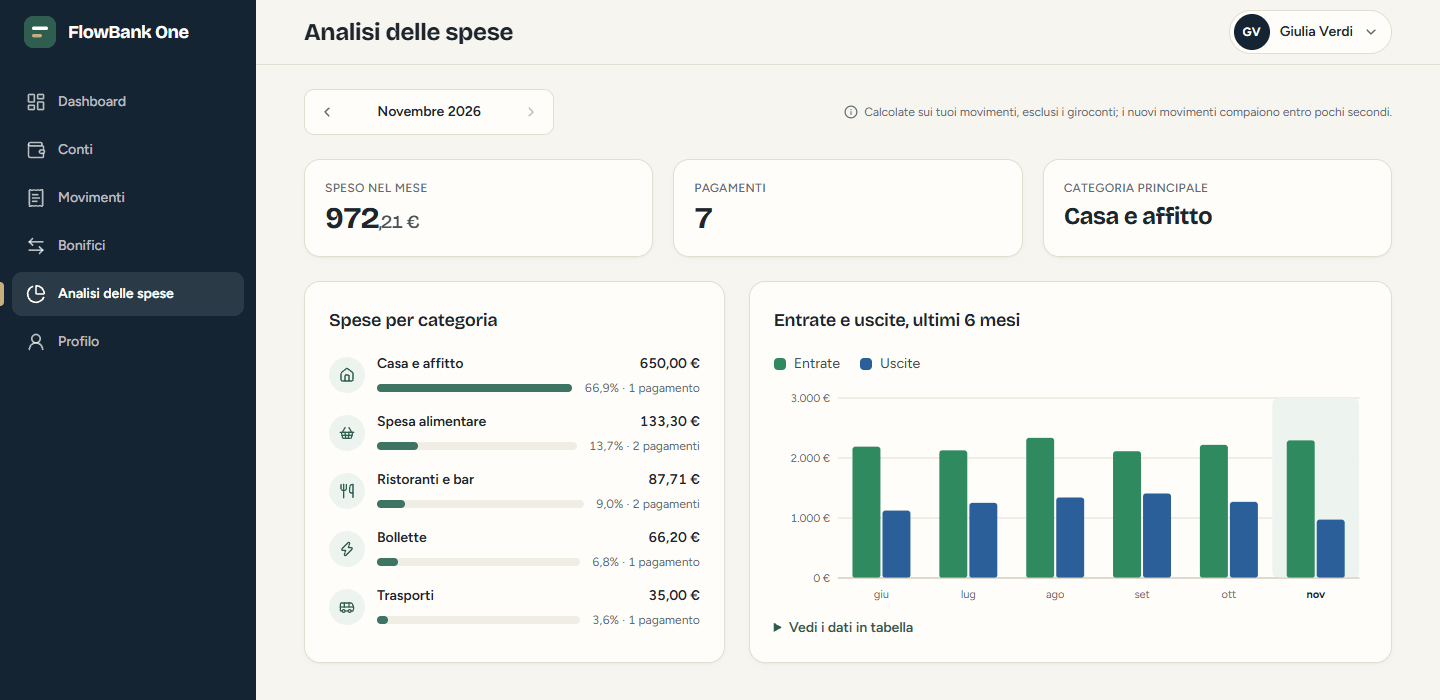 FlowBank One
Dashboard
Conti
Movimenti
Bonifici
Analisi delle spese
Profilo
Analisi delle spese
GV Giulia Verdi
Novembre 2026
Calcolate sui tuoi movimenti, esclusi i giroconti; i nuovi movimenti compaiono entro pochi secondi.
SPESO NEL MESE
972,21 €
PAGAMENTI
7
CATEGORIA PRINCIPALE
Casa e affitto
Spese per categoria
Casa e affitto 650,00 €
66,9% · 1 pagamento
Spesa alimentare 133,30 €
13,7% · 2 pagamenti
Ristoranti e bar 87,71 €
9,0% · 2 pagamenti
Bollette 66,20 €
6,8% · 1 pagamento
Trasporti 35,00 €
3,6% · 1 pagamento
Entrate e uscite, ultimi 6 mesi
Entrate Uscite
3.000 €
2.000 €
1.000 €
0 €
giu lug ago set ott nov
Vedi i dati in tabella